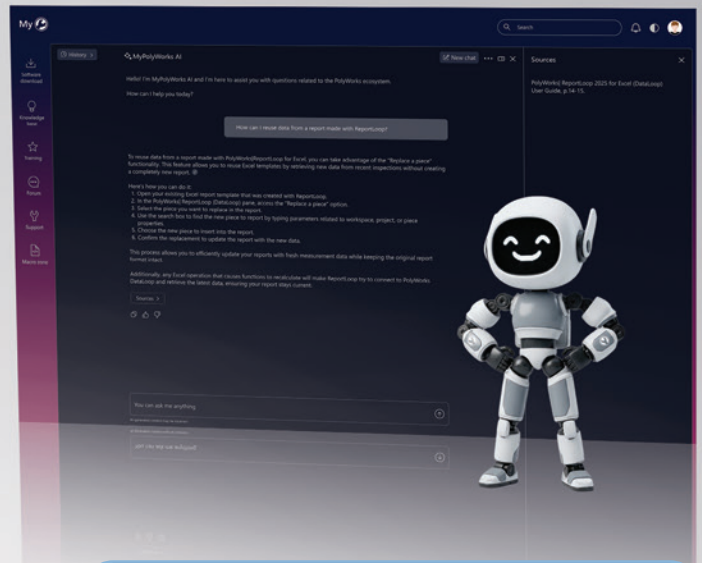 My
Search
Software
download
Knowledge
base
Training
Forum
Support
Macro zone
History >
MyPolyWorks AI
New chat
Hello! I'm MyPolyWorks AI and I'm here to assist you with questions related to the PolyWorks ecosystem.
How can I help you today?
How can I reuse data from a report made with ReportLoop?
To reuse data from a report made with PolyWorks|ReportLoop for Excel, you can take advantage of the "Replace a piece"
functionality. This feature allows you to reuse Excel templates by retrieving new data from recent inspections without creating
a completely new report.
Here's how you can do it:
1. Open your existing Excel report template that was created with ReportLoop.
2. In the PolyWorks|ReportLoop (DataLoop) pane, access the "Replace a piece" option.
3. Select the piece you want to replace in the report.
4. Use the search box to find the new piece to report by typing parameters related to workspace, project, or piece
properties.
5. Choose the new piece to insert into the report.
6. Confirm the replacement to update the report with the new data.
This process allows you to efficiently update your reports with fresh measurement data while keeping the original report
format intact.
Additionally, any Excel operation that causes functions to recalculate will make ReportLoop try to connect to PolyWorks
DataLoop and retrieve the latest data, ensuring your report stays current.
Sources >
You can ask me anything
Sources
PolyWorks|ReportLoop 2025 for Excel (DataLoop)
User Guide, p.14-15.